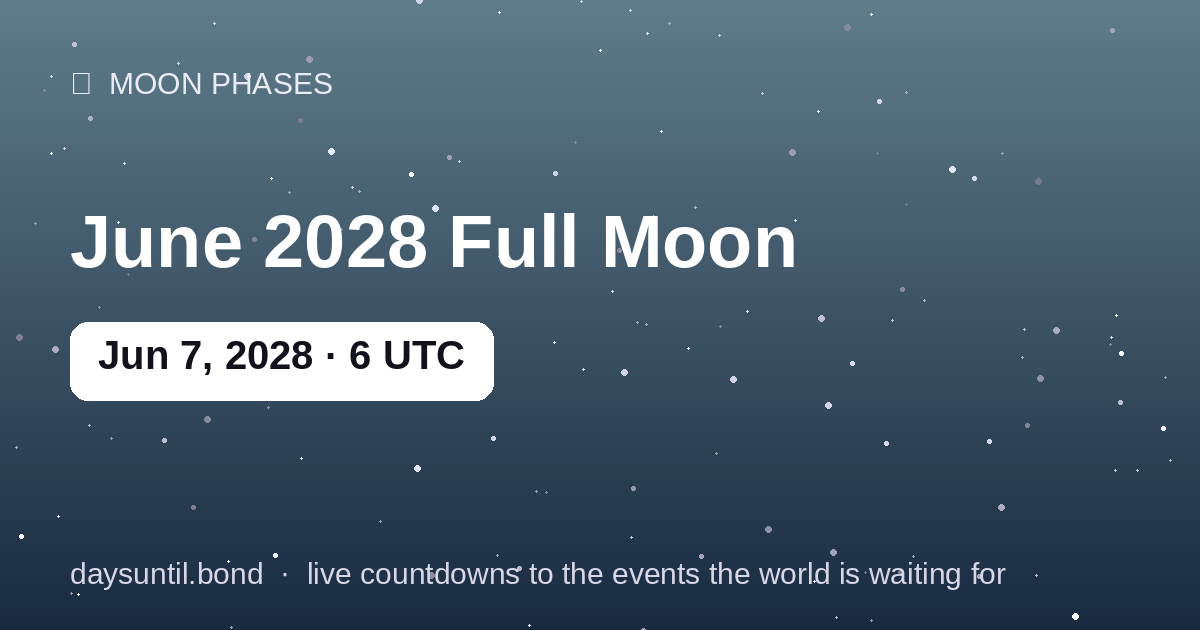 MOON PHASES
June 2028 Full Moon
Jun 7, 2028 · 6 UTC
daysuntil.bond · live countdowns to the events the world is waiting for